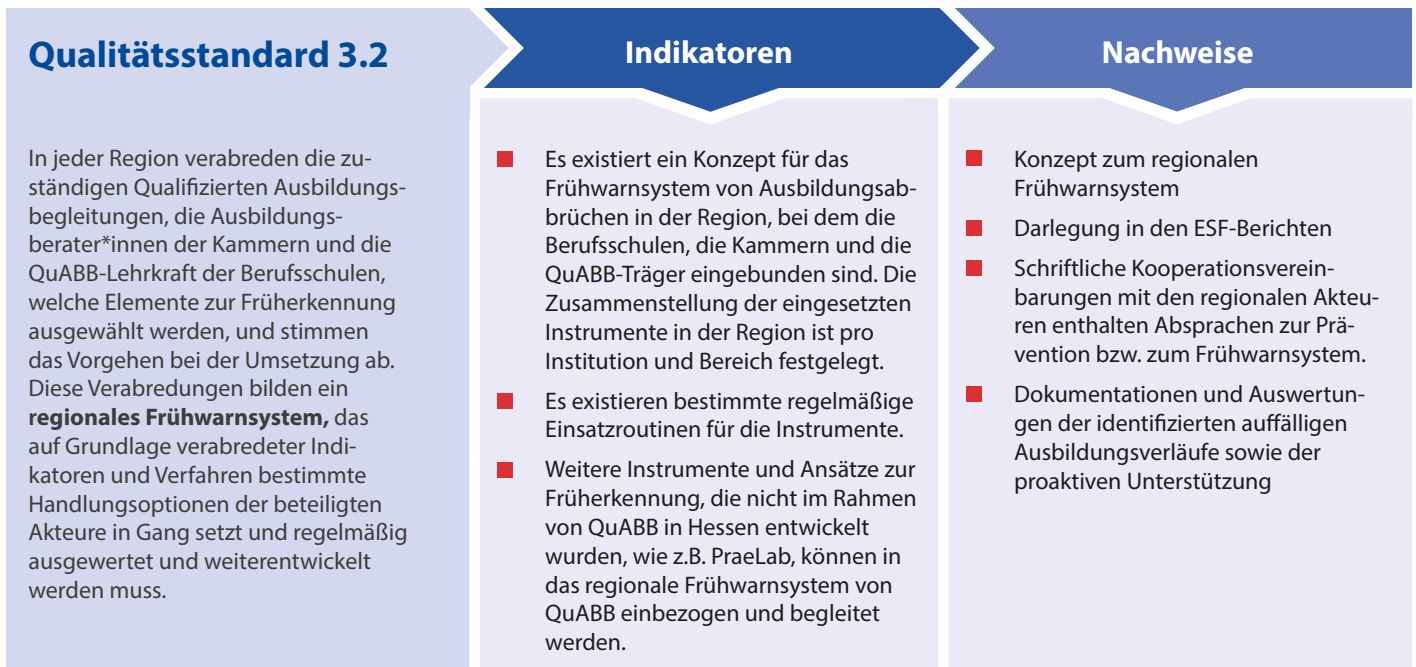 Qualitätsstandard 3.2
In jeder Region verabreden die zu-
ständigen Qualifizierten Ausbildungs-
begleitungen, die Ausbildungs-
berater*innen der Kammern und die
QuABB-Lehrkraft der Berufsschulen,
welche Elemente zur Früherkennung
ausgewählt werden, und stimmen
das Vorgehen bei der Umsetzung ab.
Diese Verabredungen bilden ein
regionales Frühwarnsystem, das
auf Grundlage verabredeter Indi-
katoren und Verfahren bestimmte
Handlungsoptionen der beteiligten
Akteure in Gang setzt und regelmäßig
ausgewertet und weiterentwickelt
werden muss.
Indikatoren
Es existiert ein Konzept für das
Frühwarnsystem von Ausbildungsab-
brüchen in der Region, bei dem die
Berufsschulen, die Kammern und die
QuABB-Träger eingebunden sind. Die
Zusammenstellung der eingesetzten
Instrumente in der Region ist pro
Institution und Bereich festgelegt.
Es existieren bestimmte regelmäßige
Einsatzroutinen für die Instrumente.
Weitere Instrumente und Ansätze zur
Früherkennung, die nicht im Rahmen
von QuABB in Hessen entwickelt
wurden, wie z.B. PraeLab, können in
das regionale Frühwarnsystem von
QuABB einbezogen und begleitet
werden.
Nachweise
Konzept zum regionalen
Frühwarnsystem
Darlegung in den ESF-Berichten
Schriftliche Kooperationsverein-
barungen mit den regionalen Akteu-
ren enthalten Absprachen zur Prä-
vention bzw. zum Frühwarnsystem.
Dokumentationen und Auswertun-
gen der identifizierten auffälligen
Ausbildungsverläufe sowie der
proaktiven Unterstützung